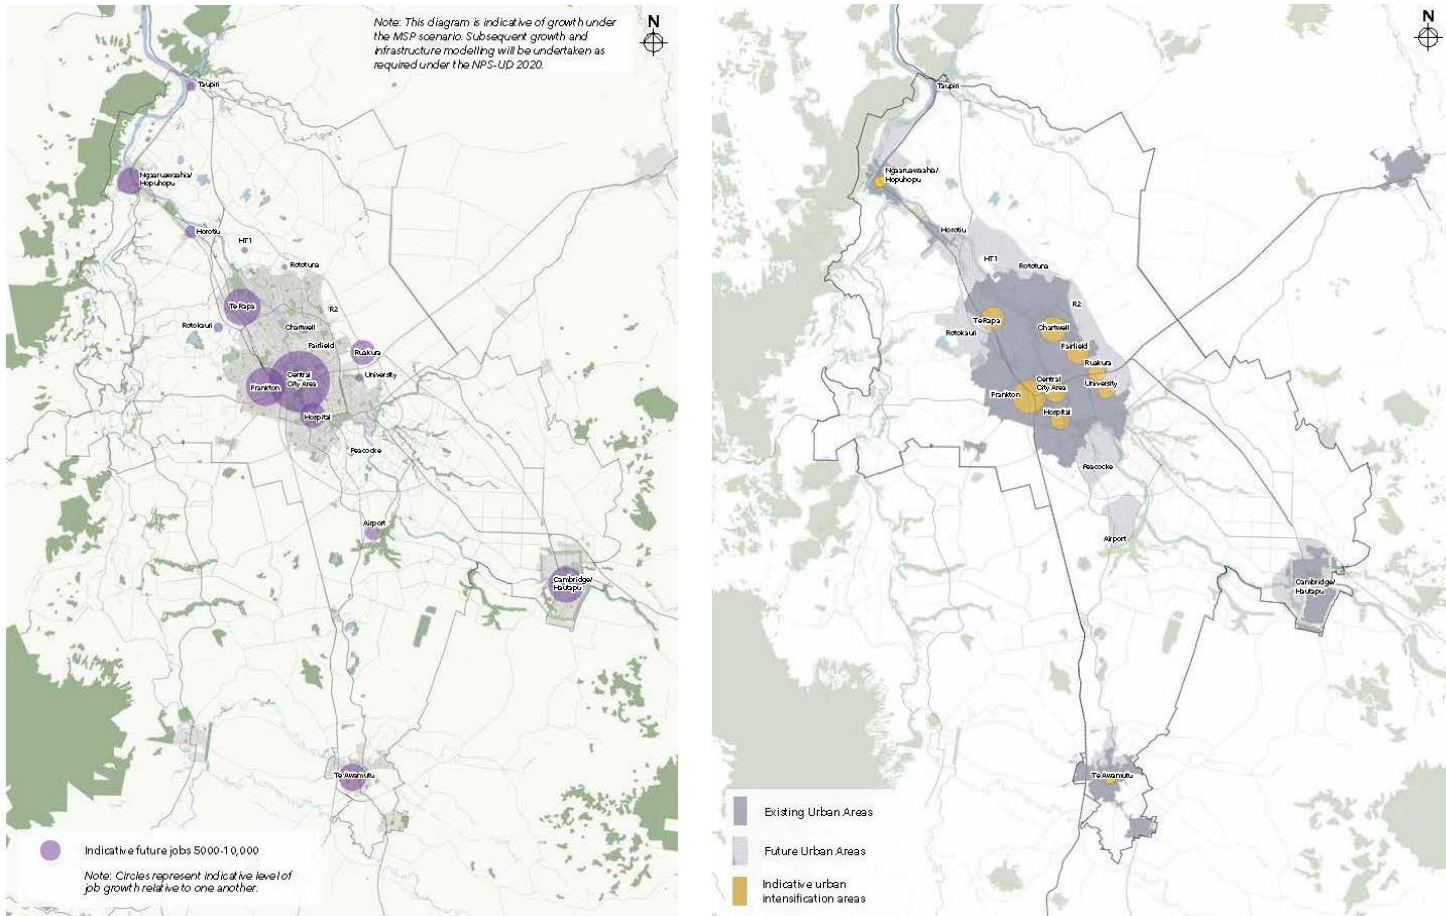 Note: This diagram is indicative of growth under
the MSP scenario. Subsequent growth and
infrastructure modelling will be undertaken as
required under the NPS-UD 2020.
N
Taupiri
Ngaaruawaahia/
Hopuhopu
Horotiu
HT1
Rototuna
Te Rapa
R2
Rotokauri
Chartwell
Fairfield
Ruakura
Central
City Area
University
Frankton
Hospital
Peacocke
Airport
Cambridge/
Hautapu
Te Awamutu
Indicative future jobs 5000-10,000
Note: Circles represent indicative level of
job growth relative to one another.
N
Taupiri
Ngaaruawaahia/
Hopuhopu
Horotiu
HT1
Rototuna
R2
Te Rapa
Rotokauri
Chartwell
Fairfield
Ruakura
Central
City Area
University
Frankton
Hospital
Peacocke
Airport
Cambridge/
Hautapu
Te Awamutu
Existing Urban Areas
Future Urban Areas
Indicative urban
intensification areas